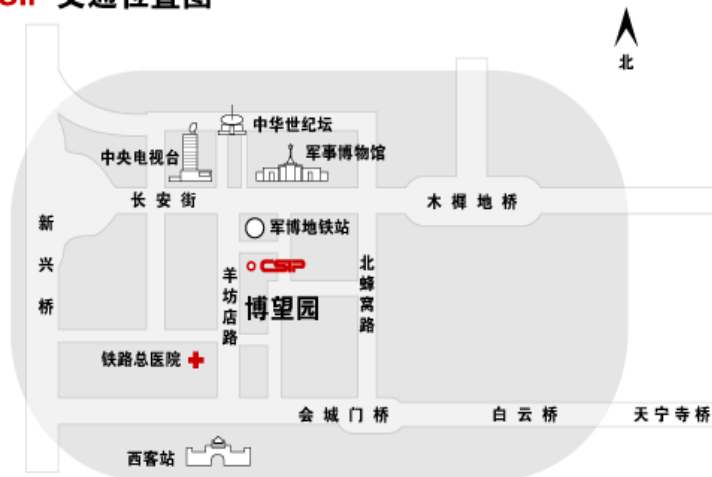 CSIP 交通位置图
北
中华世纪坛
中央电视台
军事博物馆
长安街
木樨地桥
新兴桥
军博地铁站
CSIP
羊坊店路
北蜂窝路
博望园
铁路总医院
会城门桥
白云桥
天宁寺桥
西客站